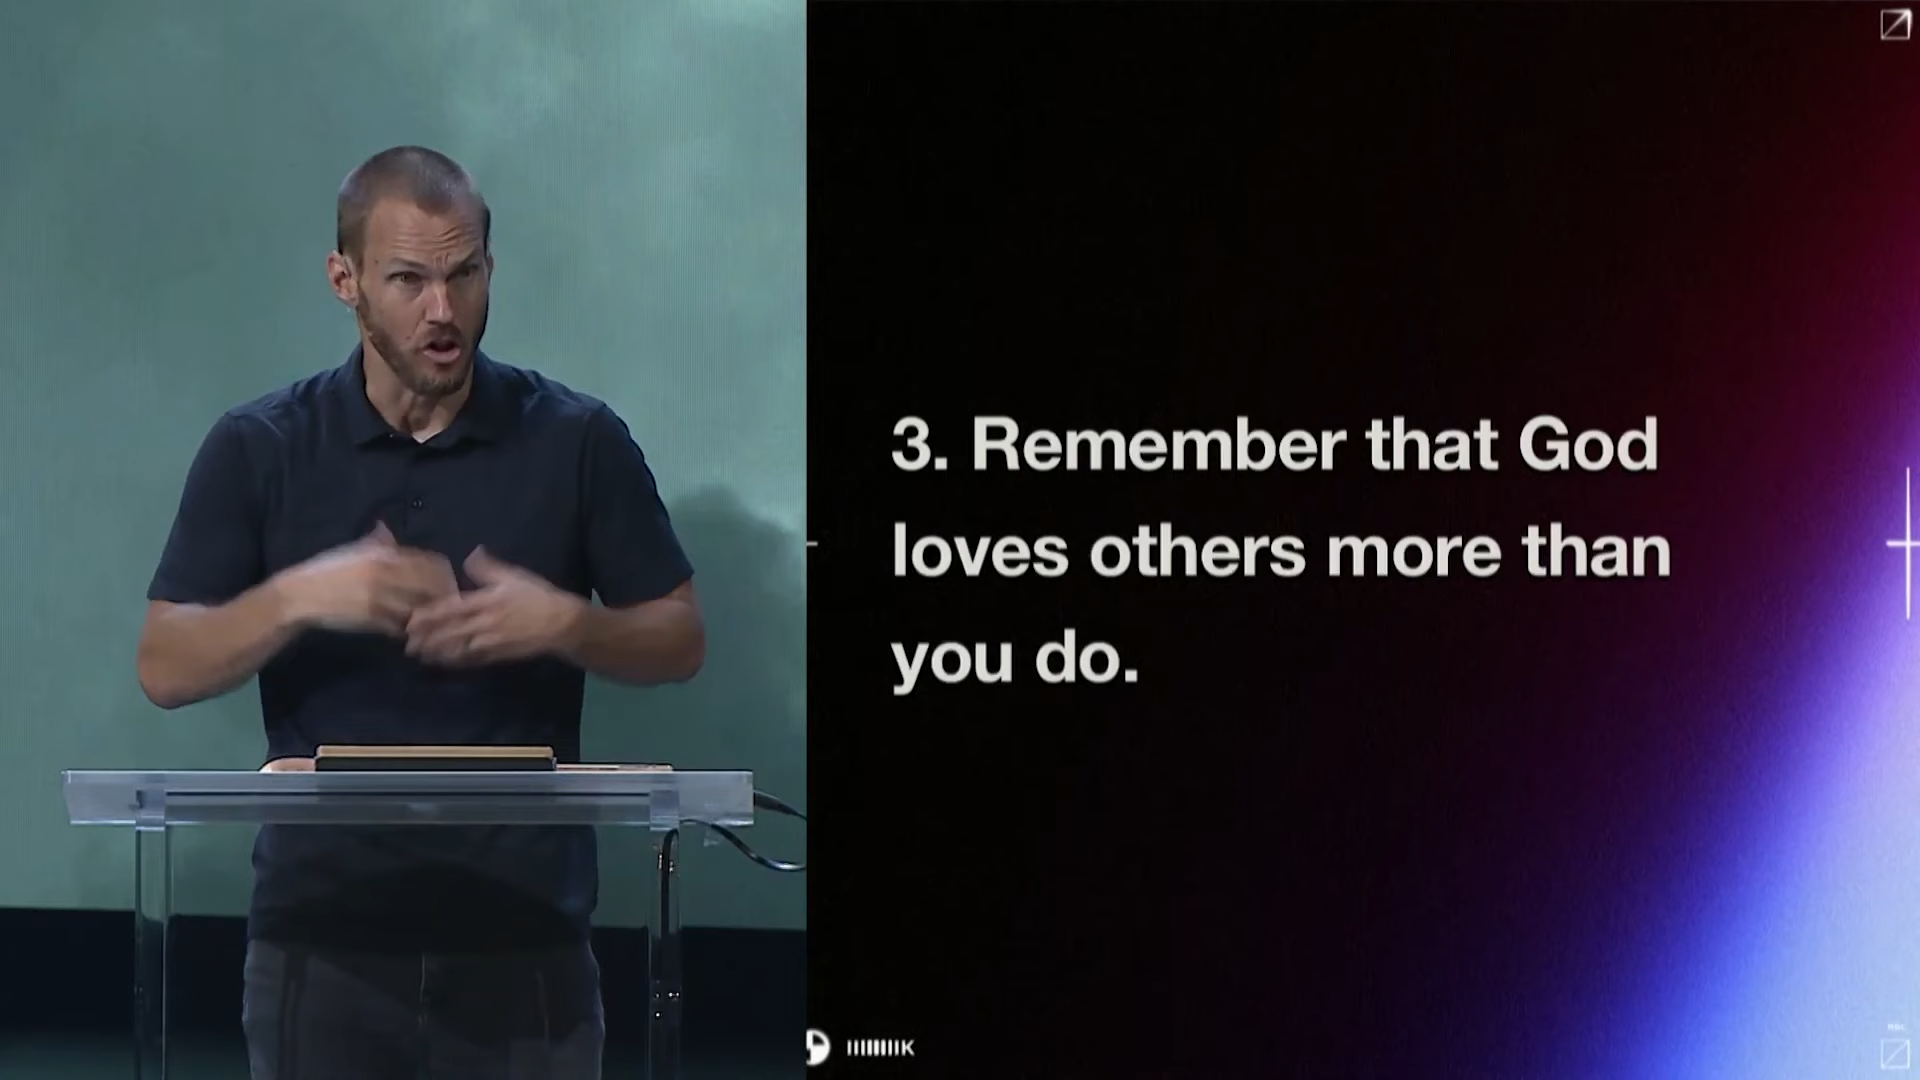 3. Remember that God
loves others more than
you do.
K